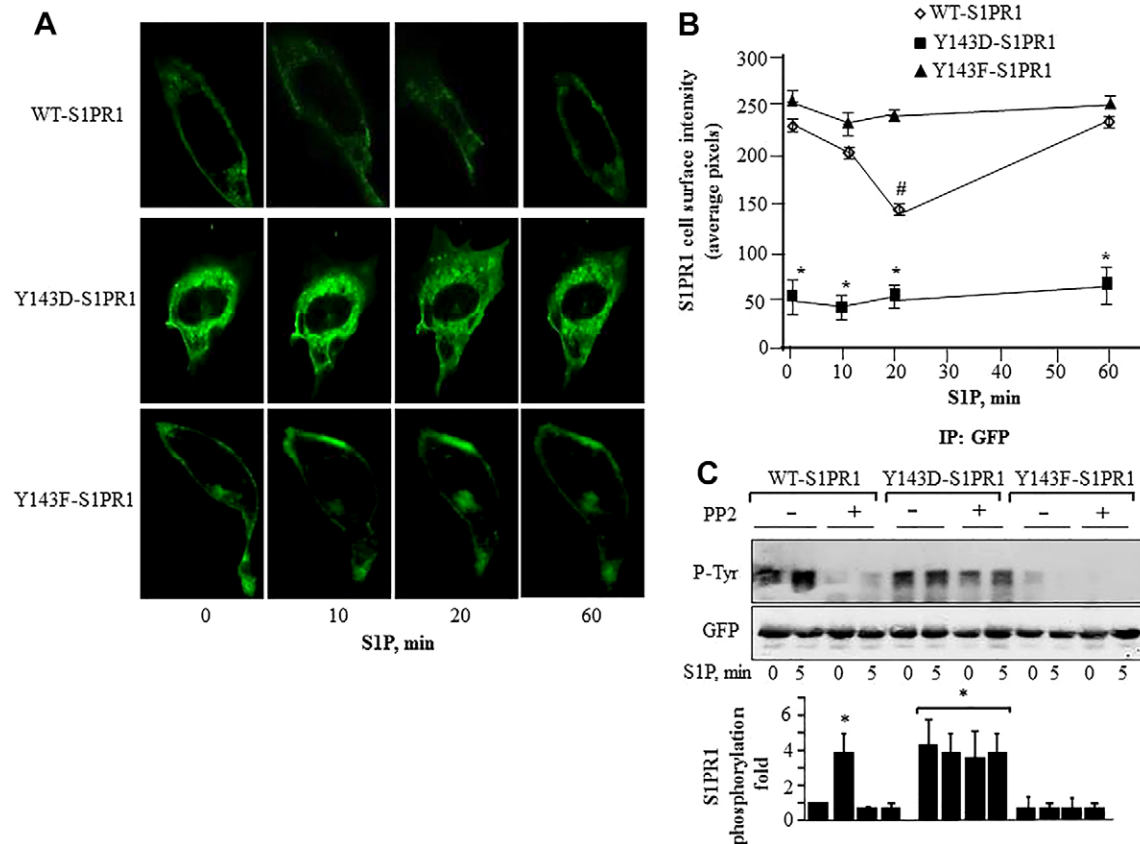 A
WT-S1PR1
Y143D-S1PR1
Y143F-S1PR1
0 10 20 60
S1P, min
B
WT-S1PR1
Y143D-S1PR1
Y143F-S1PR1
S1PR1 cell surface intensity
(average pixels)
300
250
200
150
100
50
0
#
* * * *
0 10 20 30 40 50 60
S1P, min
IP: GFP
C
WT-S1PR1 Y143D-S1PR1 Y143F-S1PR1
PP2 - + - + - +
P-Tyr
GFP
S1P, min 0 5 0 5 0 5 0 5 0 5 0 5
S1PR1
phosphorylation
fold
6
4
2
0
* *